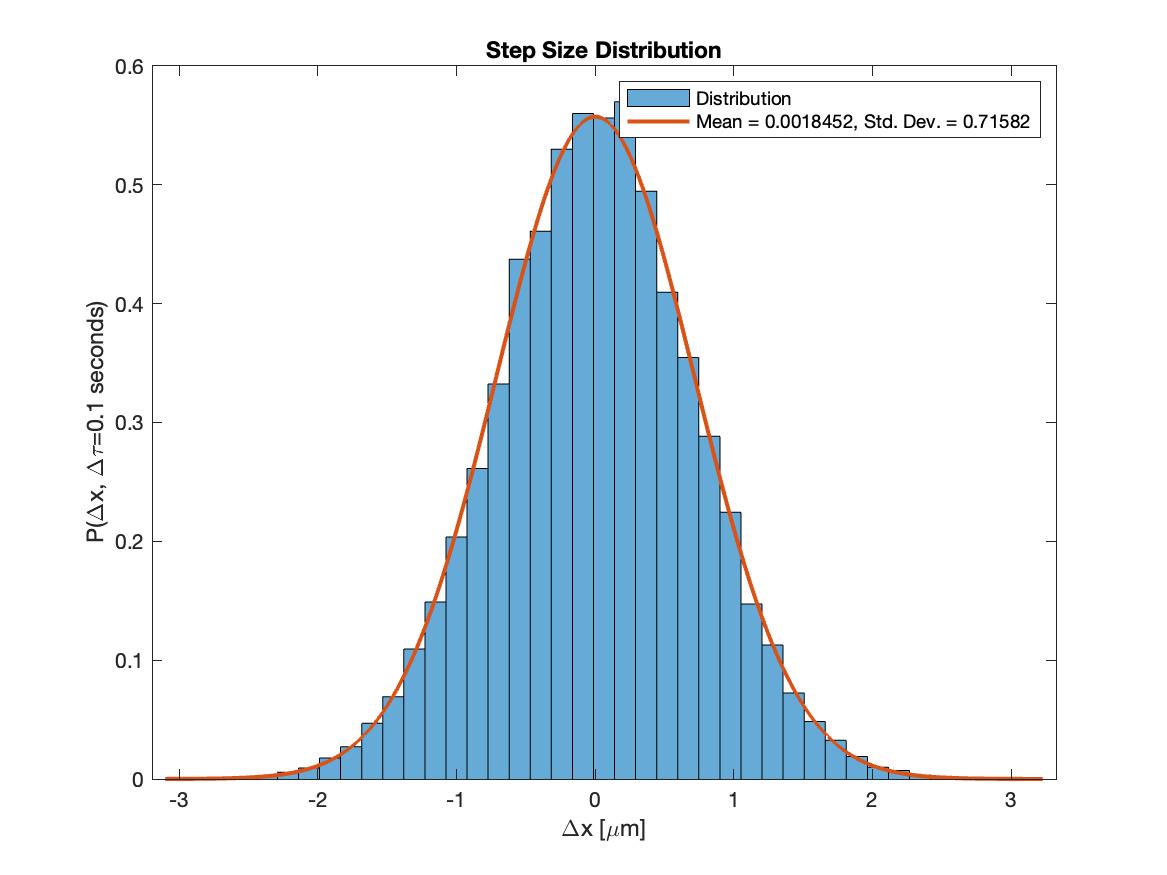 Step Size Distribution
0.6
0.5
0.4
0.3
0.2
0.1
0
P(Δx, Δτ=0.1 seconds)
Distribution
Mean = 0.0018452, Std. Dev. = 0.71582
-3 -2 -1 0 1 2 3
Δx [μm]